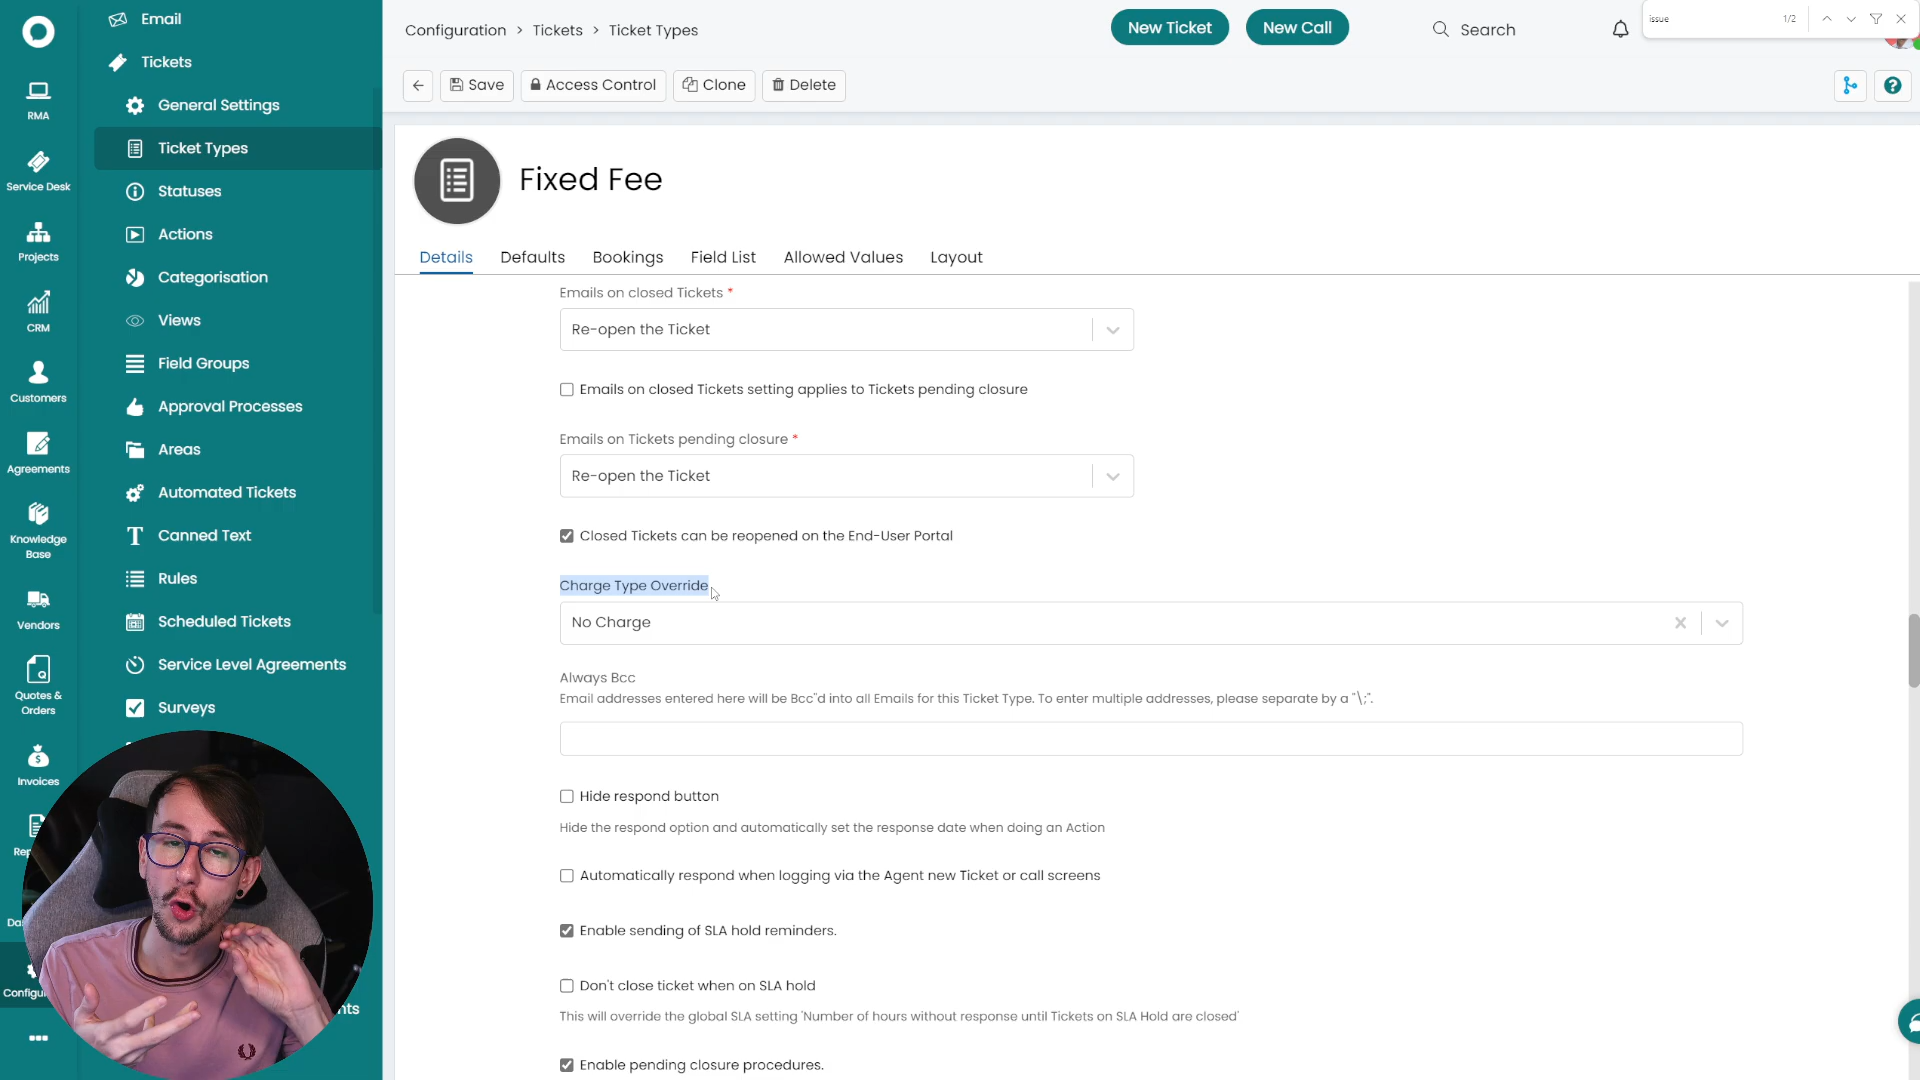 RMA
Service Desk
Projects
CRM
Customers
Agreements
Knowledge
Base
Vendors
Quotes &
Orders
Invoices
Email
Tickets
General Settings
Ticket Types
Statuses
Actions
Categorisation
Views
Field Groups
Approval Processes
Areas
Automated Tickets
Canned Text
Rules
Scheduled Tickets
Service Level Agreements
Surveys
Configuration > Tickets > Ticket Types
New Ticket
New Call
Search
issue
1/2
Save
Access Control
Clone
Delete
Fixed Fee
Details
Defaults
Bookings
Field List
Allowed Values
Layout
Emails on closed Tickets *
Re-open the Ticket
Emails on closed Tickets setting applies to Tickets pending closure
Emails on Tickets pending closure *
Re-open the Ticket
Closed Tickets can be reopened on the End-User Portal
Charge Type Override
No Charge
Always Bcc
Email addresses entered here will be Bcc"d into all Emails for this Ticket Type. To enter multiple addresses, please separate by a "\;".
Hide respond button
Hide the respond option and automatically set the response date when doing an Action
Automatically respond when logging via the Agent new Ticket or call screens
Enable sending of SLA hold reminders.
Don't close ticket when on SLA hold
This will override the global SLA setting 'Number of hours without response until Tickets on SLA Hold are closed'
Enable pending closure procedures.